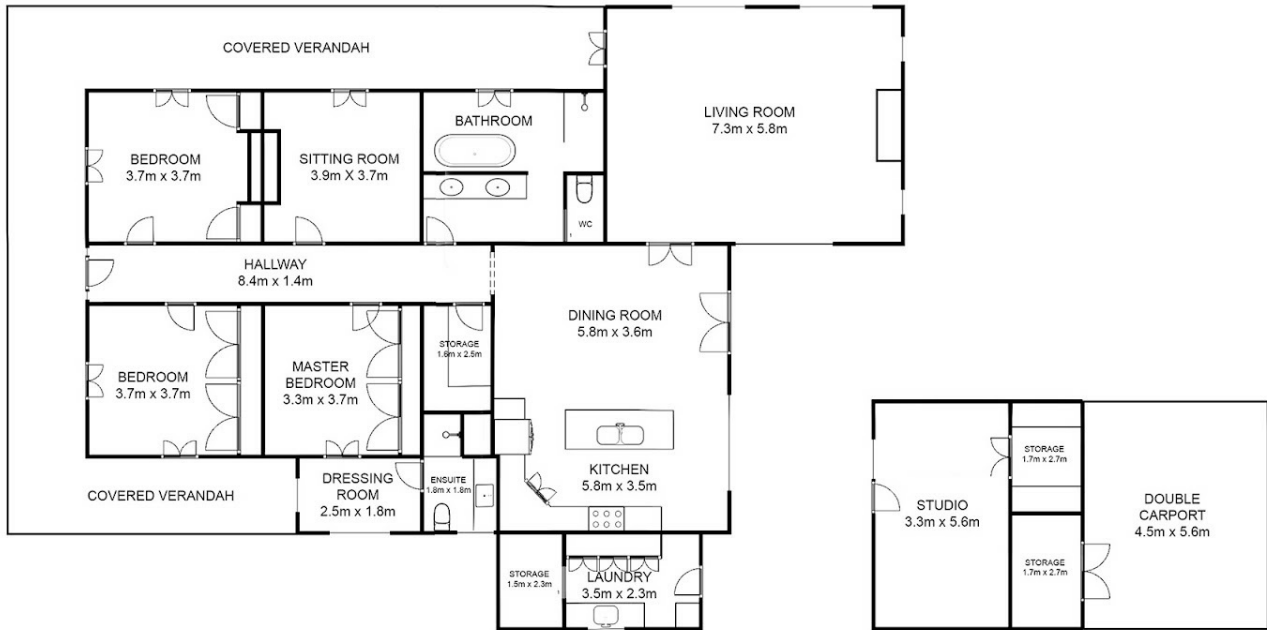 COVERED VERANDAH
LIVING ROOM
7.3m x 5.8m
BATHROOM
BEDROOM
3.7m x 3.7m
SITTING ROOM
3.9m X 3.7m
WC
HALLWAY
8.4m x 1.4m
DINING ROOM
5.8m x 3.6m
STORAGE
1.6m x 2.5m
BEDROOM
3.7m x 3.7m
MASTER
BEDROOM
3.3m x 3.7m
KITCHEN
5.8m x 3.5m
COVERED VERANDAH
DRESSING
ROOM
2.5m x 1.8m
ENSUITE
1.8m x 1.8m
STORAGE
1.5m x 2.3m
LAUNDRY
3.5m x 2.3m
STUDIO
3.3m x 5.6m
STORAGE
1.7m x 2.7m
STORAGE
1.7m x 2.7m
DOUBLE
CARPORT
4.5m x 5.6m